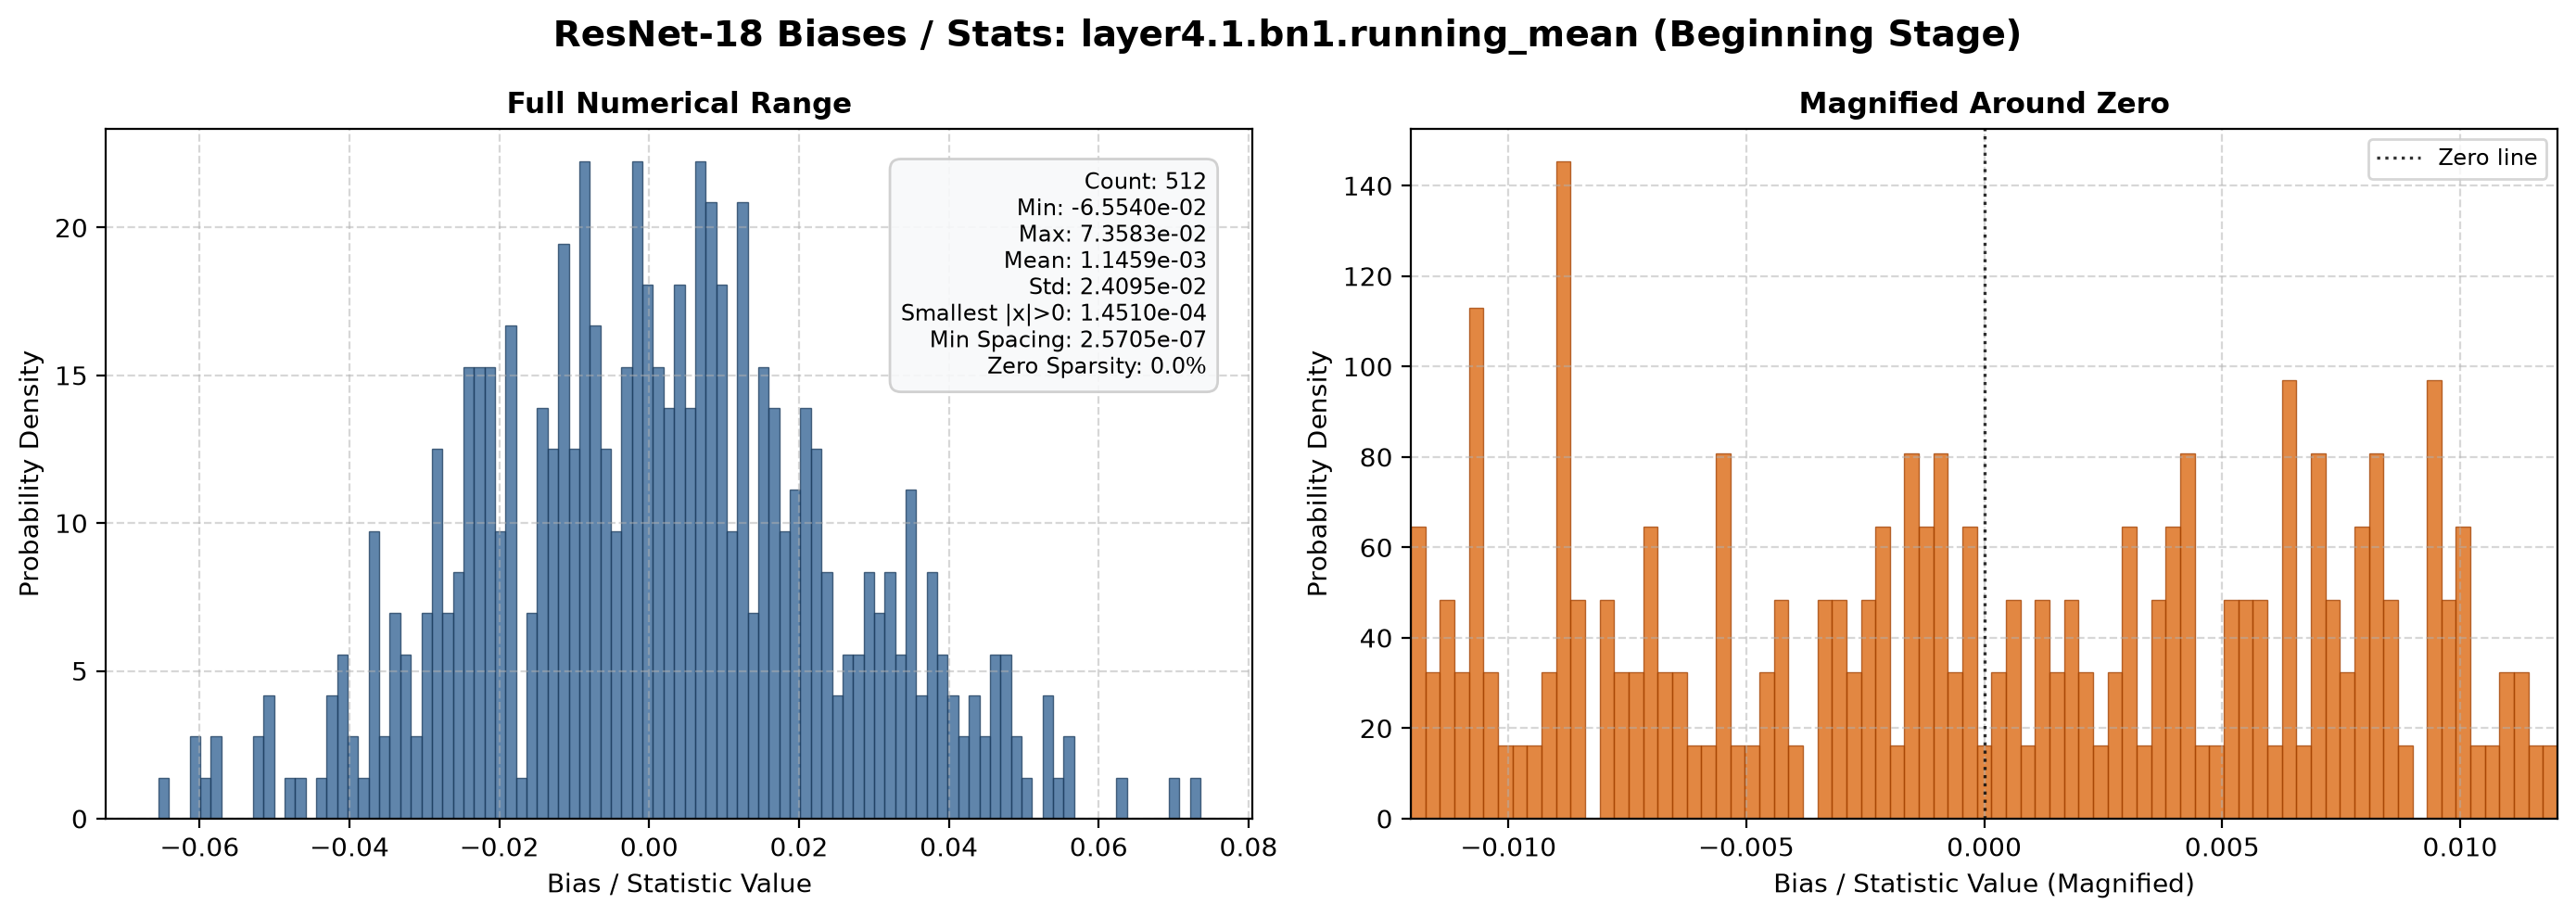 ResNet-18 Biases / Stats: layer4.1.bn1.running_mean (Beginning Stage)
Full Numerical Range
Probability Density
20
15
10
5
0
Count: 512
Min: -6.5540e-02
Max: 7.3583e-02
Mean: 1.1459e-03
Std: 2.4095e-02
Smallest |x|>0: 1.4510e-04
Min Spacing: 2.5705e-07
Zero Sparsity: 0.0%
−0.06 −0.04 −0.02 0.00 0.02 0.04 0.06 0.08
Bias / Statistic Value
Magnified Around Zero
Probability Density
140
120
100
80
60
40
20
0
Zero line
−0.010 −0.005 0.000 0.005 0.010
Bias / Statistic Value (Magnified)